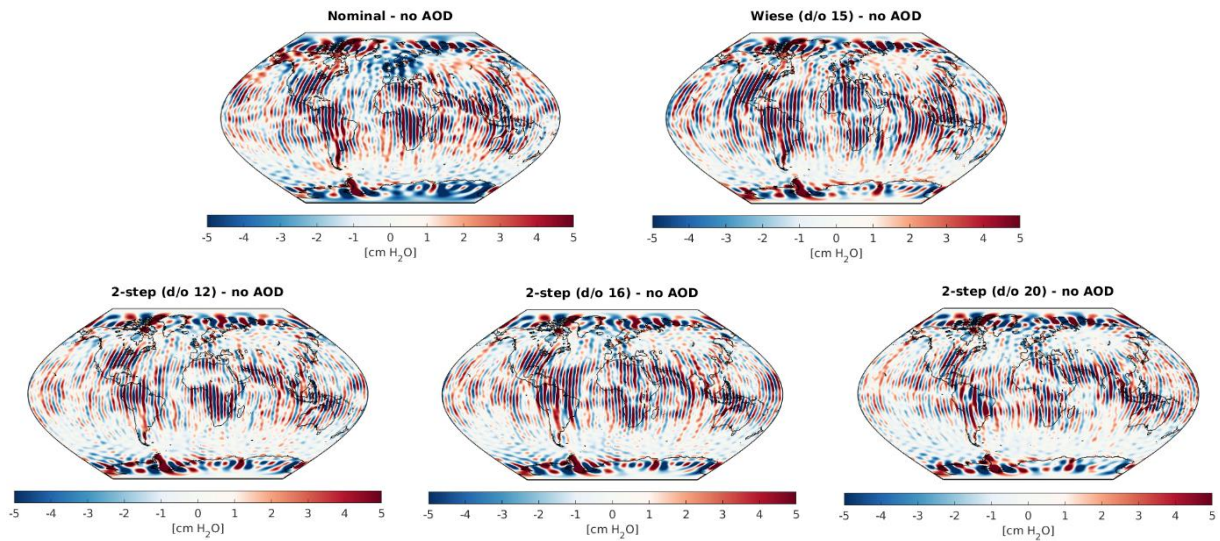 Nominal - no AOD
Wiese (d/o 15) - no AOD
-5 -4 -3 -2 -1 0 1 2 3 4 5
[cm H₂O]
-5 -4 -3 -2 -1 0 1 2 3 4 5
[cm H₂O]
2-step (d/o 12) - no AOD
2-step (d/o 16) - no AOD
2-step (d/o 20) - no AOD
-5 -4 -3 -2 -1 0 1 2 3 4 5
[cm H₂O]
-5 -4 -3 -2 -1 0 1 2 3 4 5
[cm H₂O]
-5 -4 -3 -2 -1 0 1 2 3 4 5
[cm H₂O]